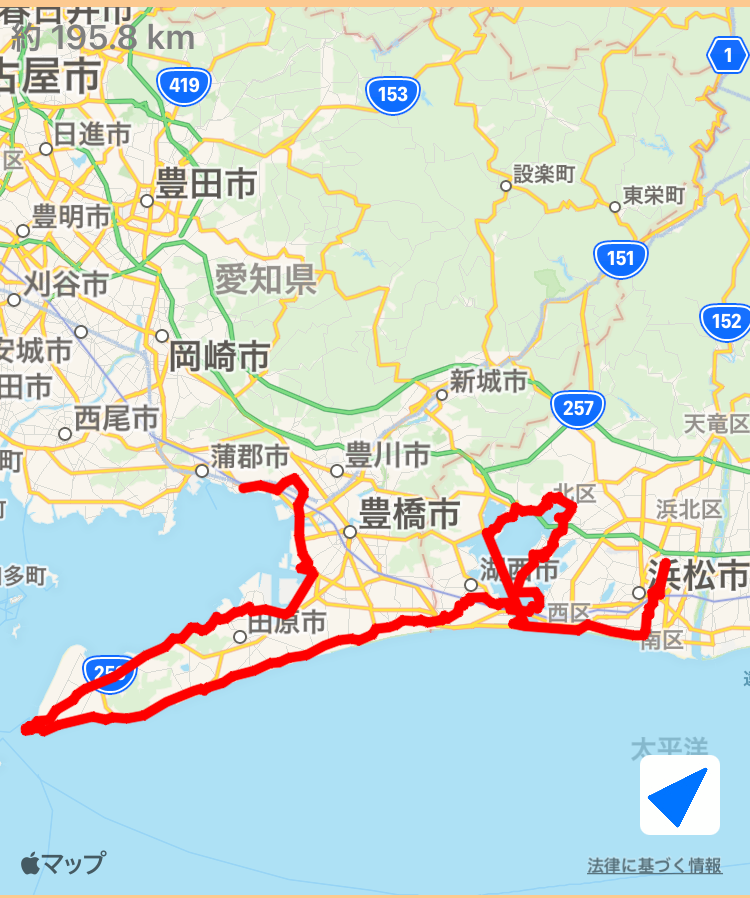 春日井市
約 195.8 km
1
419
153
古屋市
日進市
区
設楽町
豊田市
東栄町
豊明市
151
愛知県
刈谷市
152
安城市
岡崎市
新城市
田市
257
西尾市
天竜区
蒲郡市
豊川市
町
北区
豊橋市
浜北区
湖西市
浜松市
多町
西区
田原市
南区
太平洋
マップ
法律に基づく情報